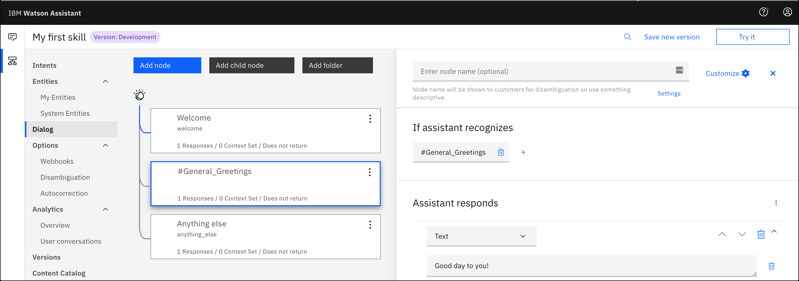 IBM Watson Assistant
My first skill
Version: Development
Save new version
Try it
Intents
Entities
My Entities
System Entities
Dialog
Options
Webhooks
Disambiguation
Autocorrection
Analytics
Overview
User conversations
Versions
Content Catalog
Add node
Add child node
Add folder
Welcome
welcome
1 Responses / 0 Context Set / Does not return
#General_Greetings
1 Responses / 0 Context Set / Does not return
Anything else
anything_else
1 Responses / 0 Context Set / Does not return
Enter node name (optional)
Customize
Node name will be shown to customers for disambiguation so use something
descriptive.
Settings
If assistant recognizes
#General_Greetings
Assistant responds
Text
Good day to you!